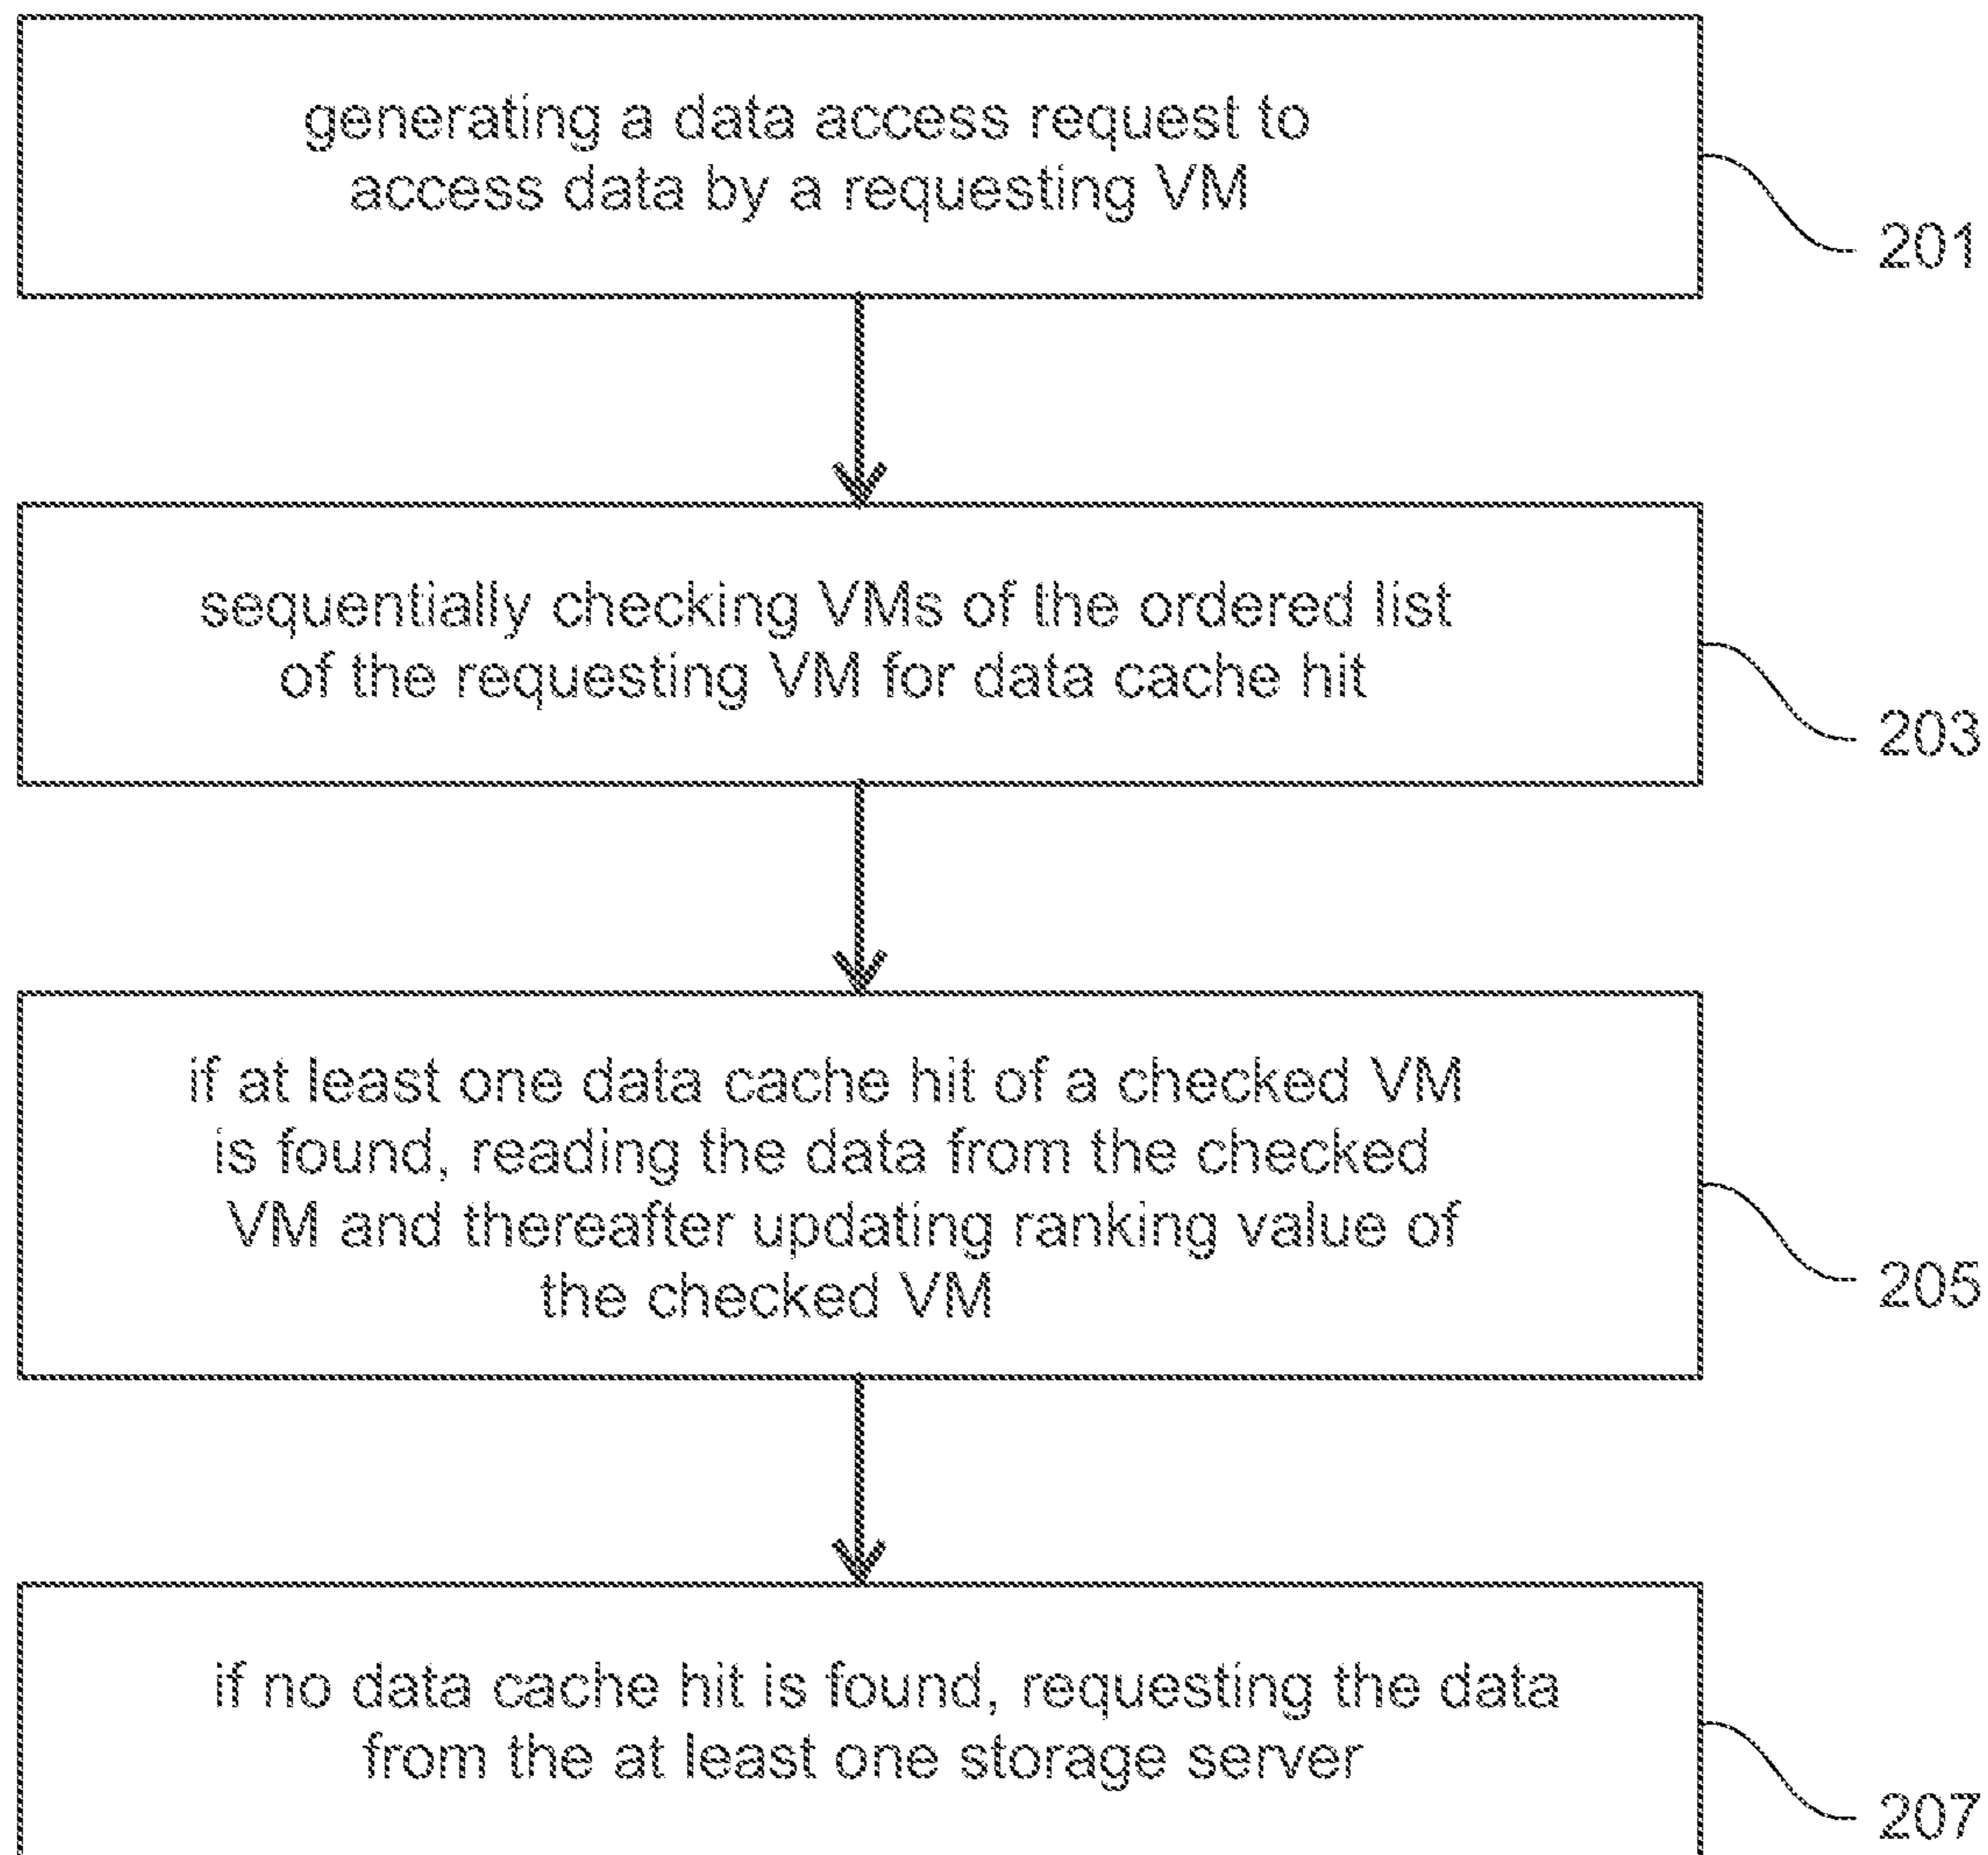 generating a data access request to
access data by a requesting VM
201
sequentially checking VMs of the ordered list
of the requesting VM for data cache hit
203
if at least one data cache hit of a checked VM
is found, reading the data from the checked
VM and thereafter updating ranking value of
the checked VM
205
if no data cache hit is found, requesting the data
from the at least one storage server
207